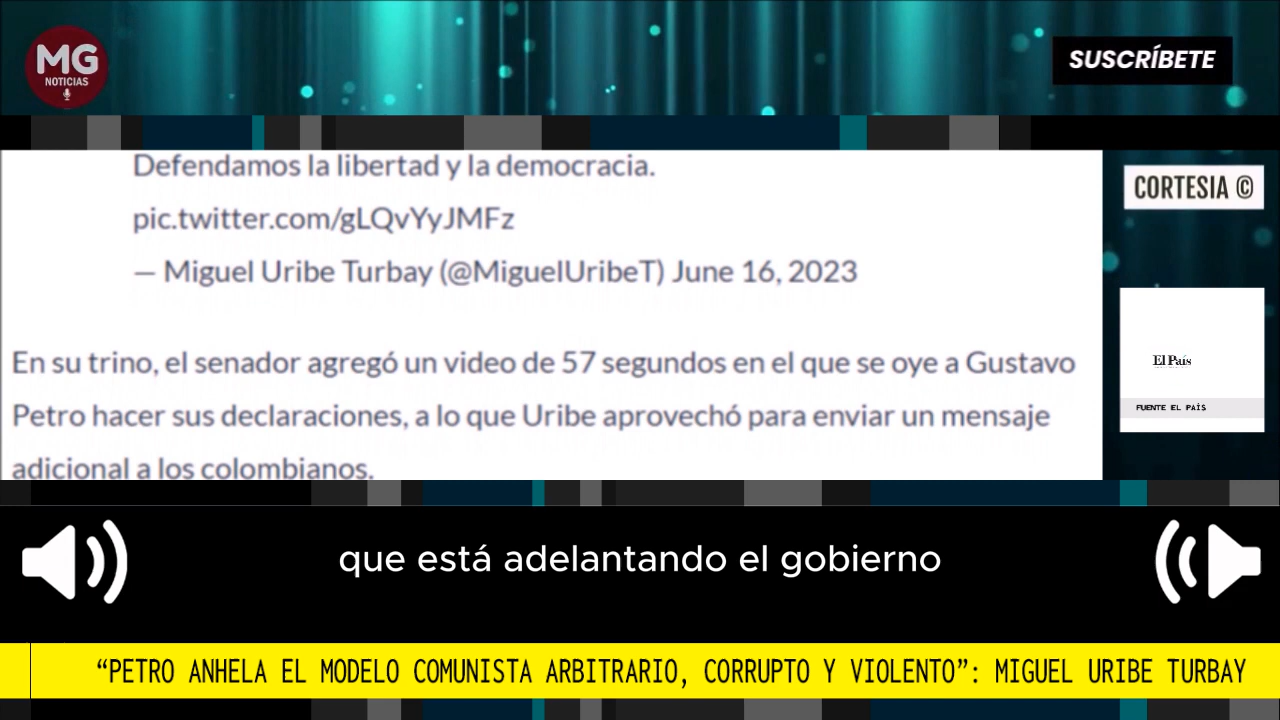 MG
NOTICIAS
SUSCRÍBETE
Defendamos la libertad y la democracia.
pic.twitter.com/gLQvYyJMFz
— Miguel Uribe Turbay (@MiguelUribeT) June 16, 2023
En su trino, el senador agregó un video de 57 segundos en el que se oye a Gustavo
Petro hacer sus declaraciones, a lo que Uribe aprovechó para enviar un mensaje
adicional a los colombianos.
CORTESIA ©
El País
FUENTE EL PAÍS
que está adelantando el gobierno
“PETRO ANHELA EL MODELO COMUNISTA ARBITRARIO, CORRUPTO Y VIOLENTO”: MIGUEL URIBE TURBAY